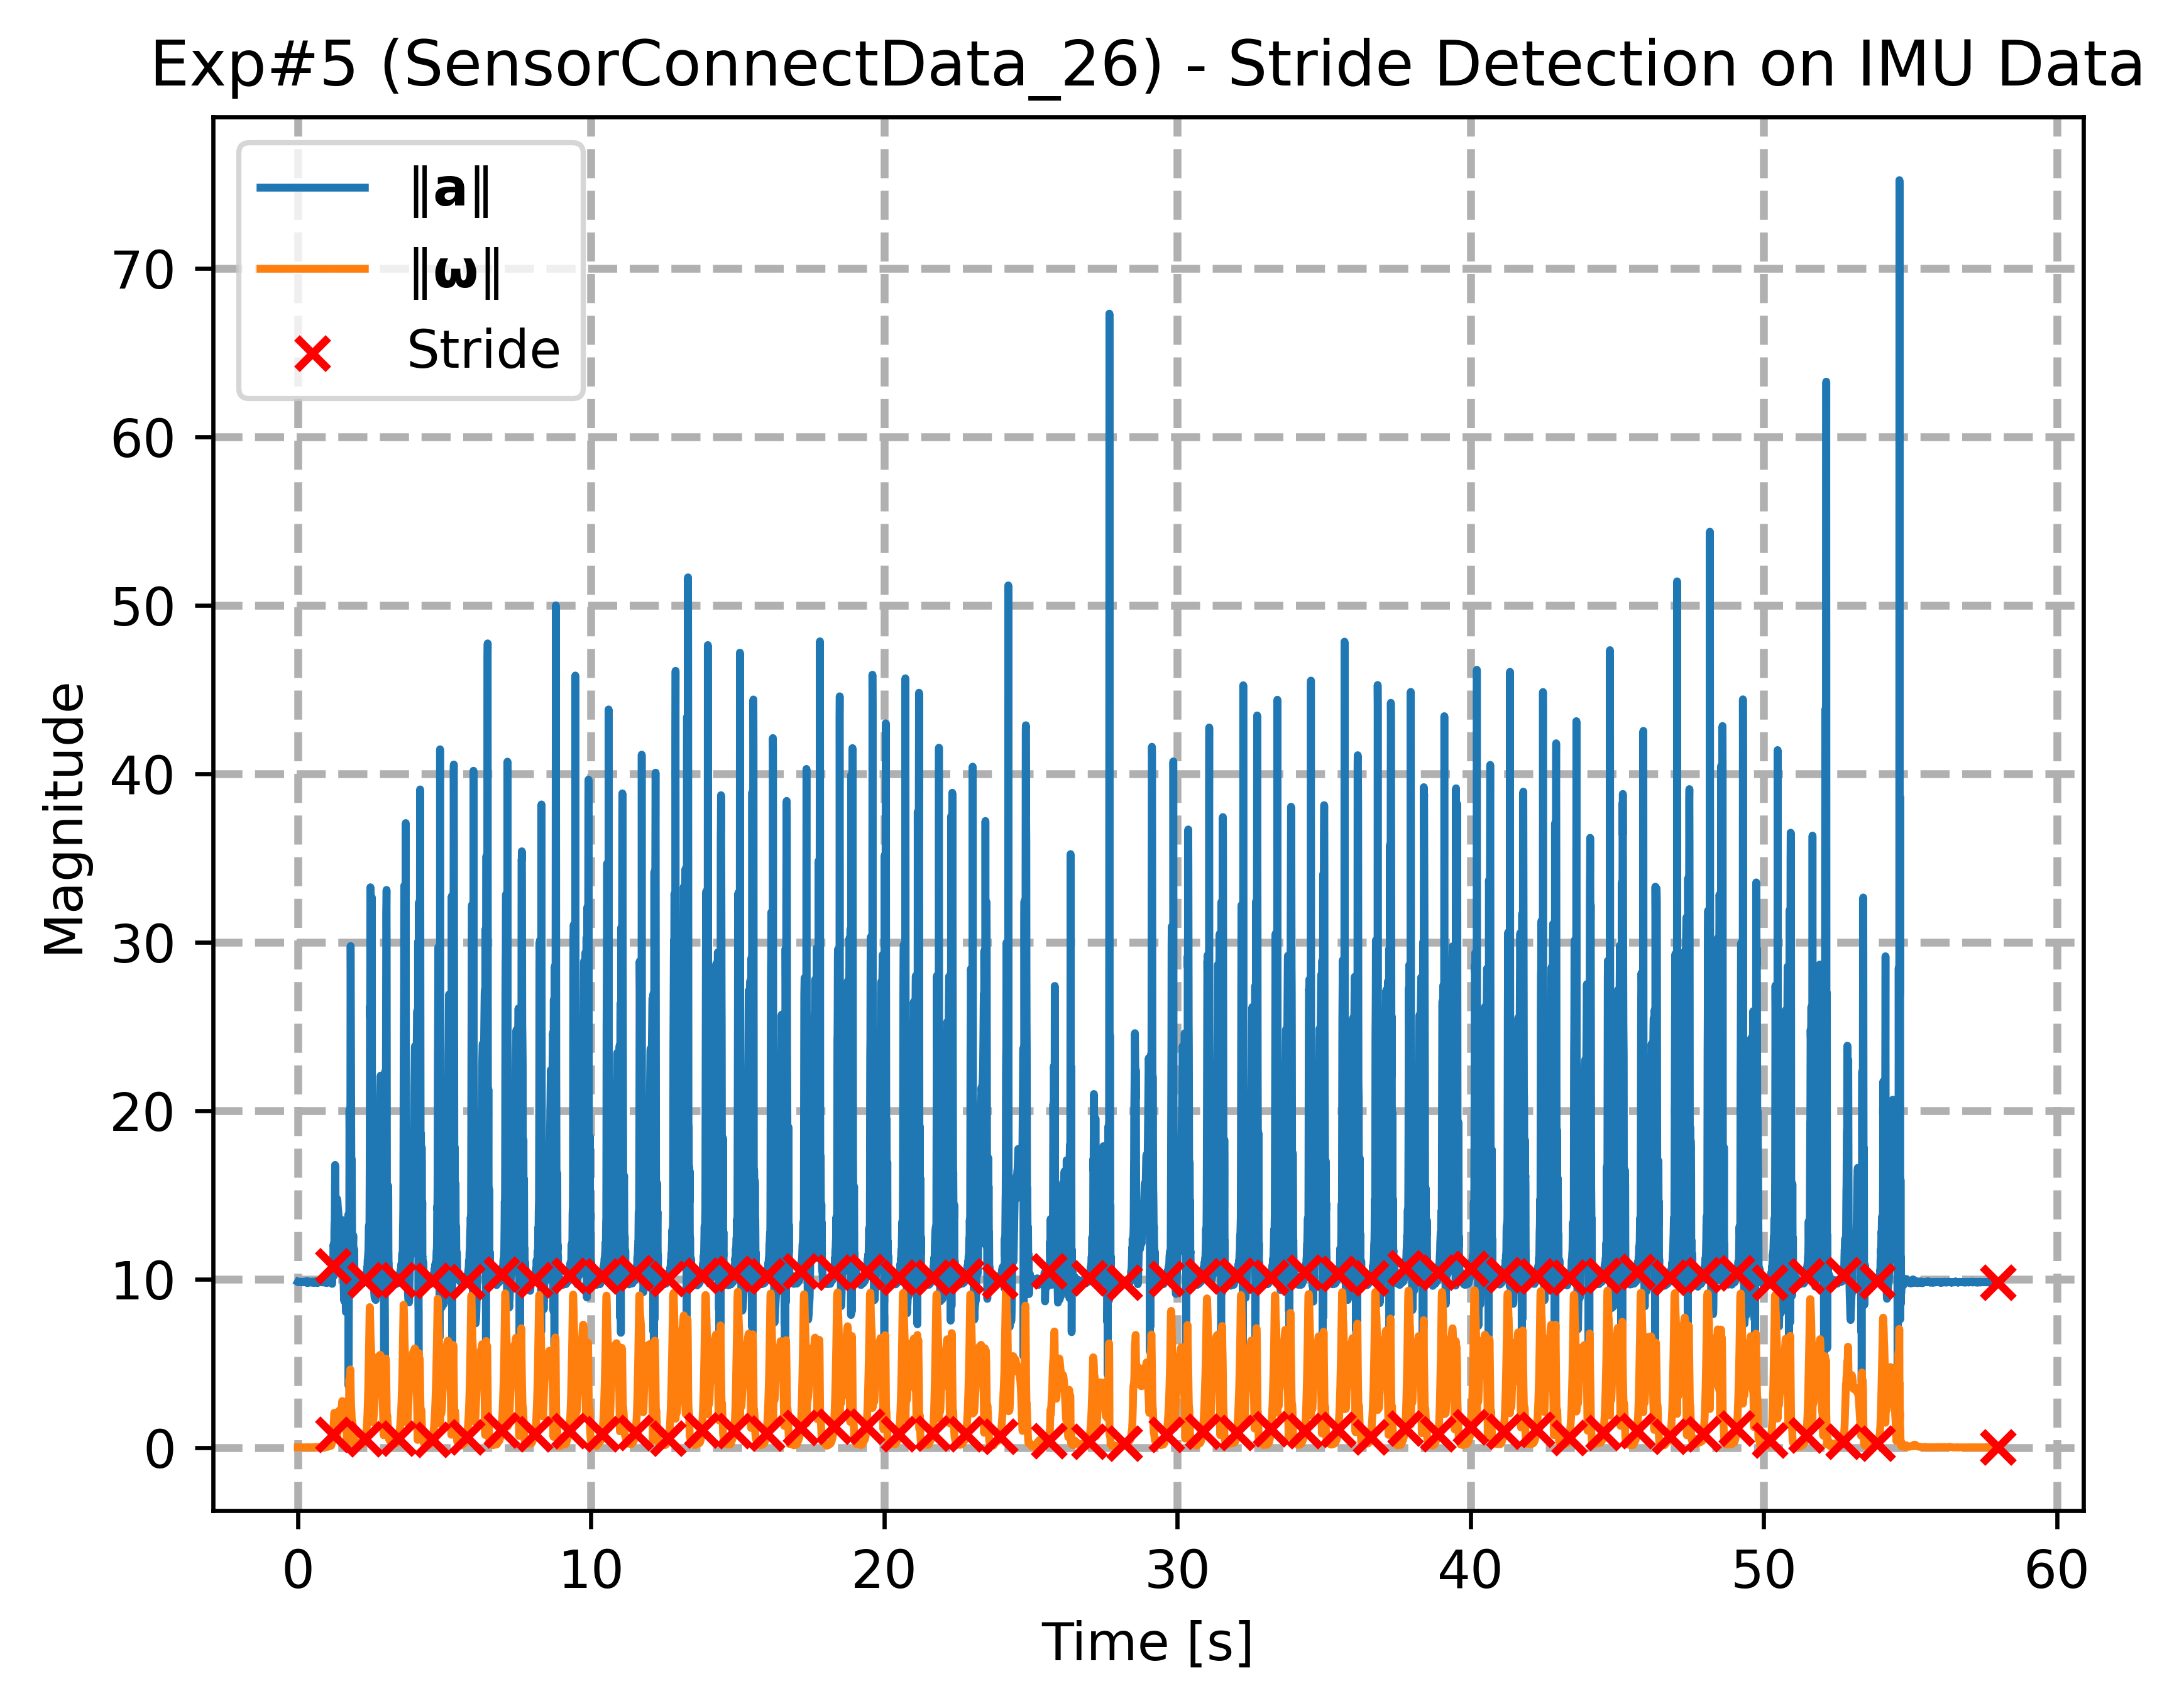 Exp#5 (SensorConnectData_26) - Stride Detection on IMU Data
‖a‖
‖ω‖
Stride
Magnitude
70
60
50
40
30
20
10
0
0 10 20 30 40 50 60
Time [s]